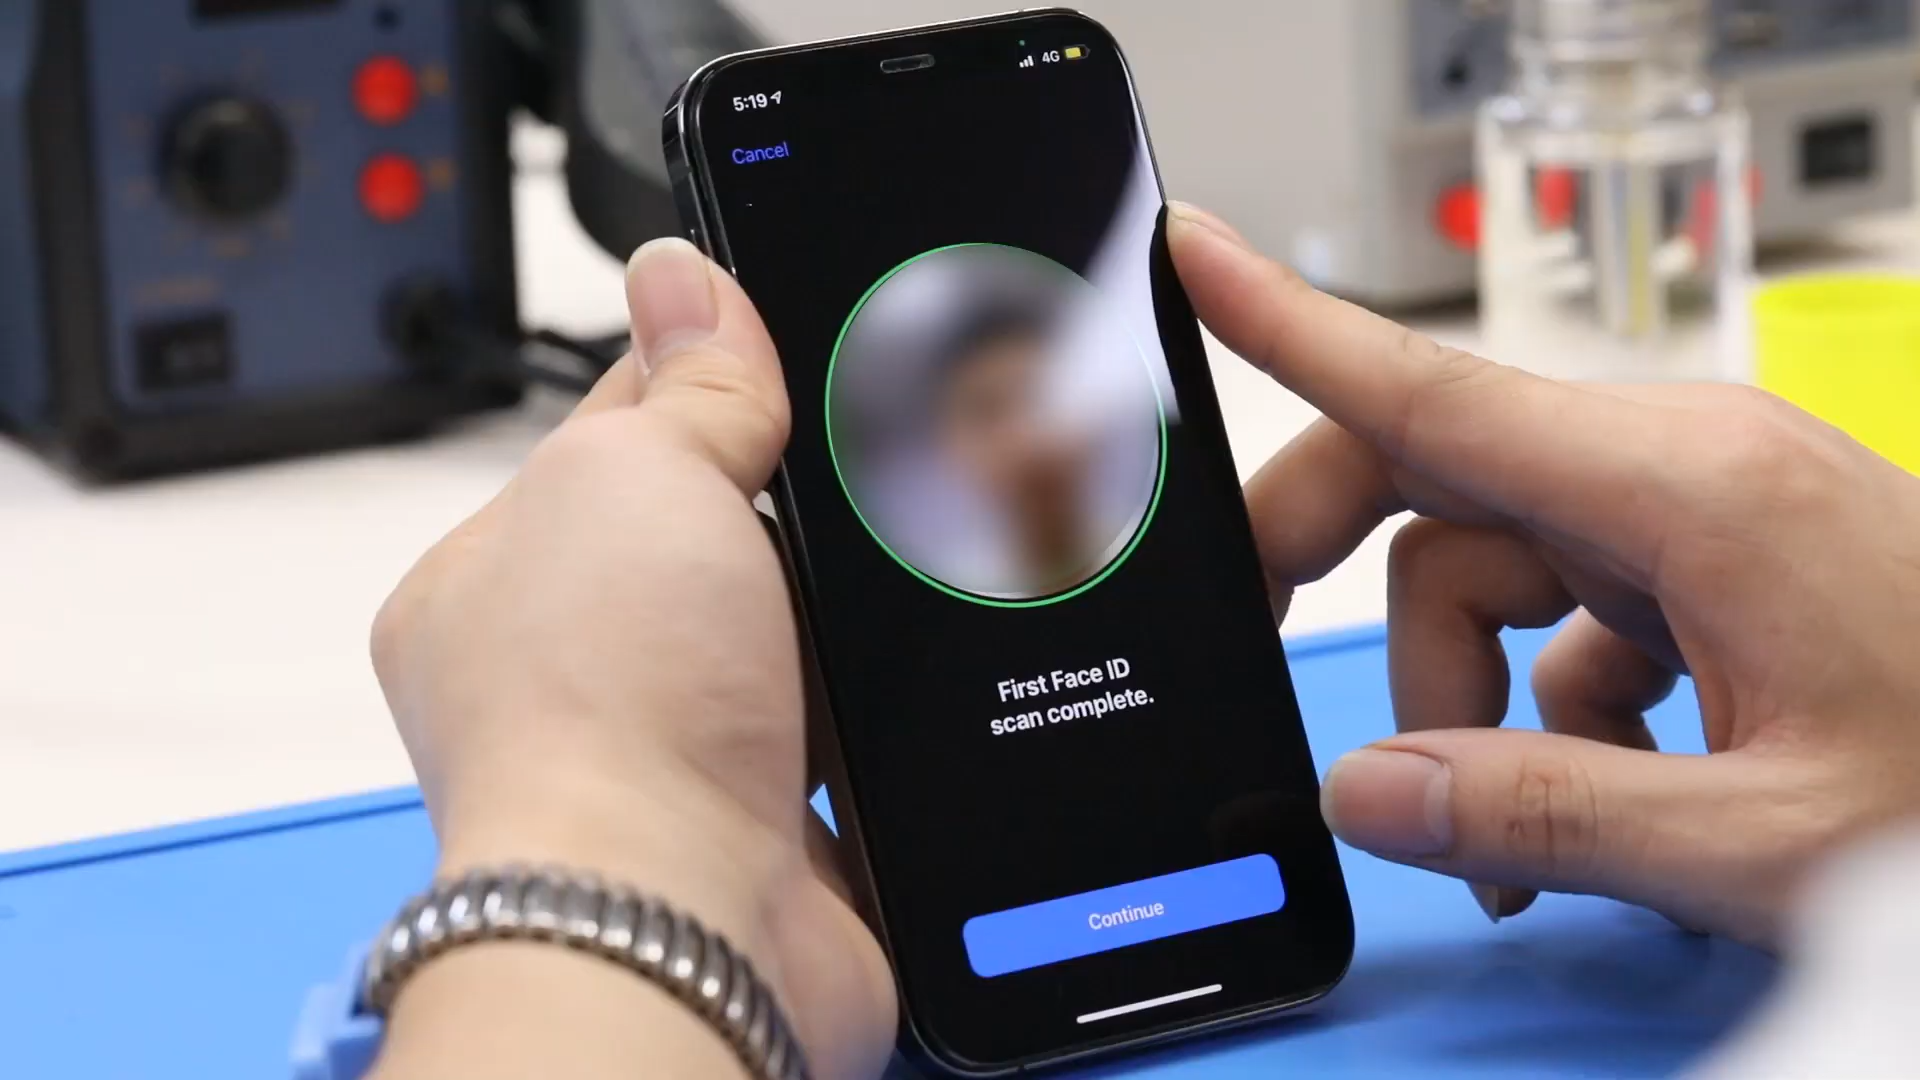 5:19
4G
Cancel
First Face ID
scan complete.
Continue